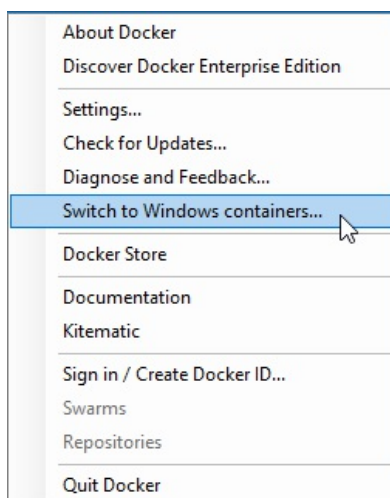 About Docker
Discover Docker Enterprise Edition
Settings...
Check for Updates...
Diagnose and Feedback...
Switch to Windows containers...
Docker Store
Documentation
Kitematic
Sign in / Create Docker ID...
Swarms
Repositories
Quit Docker